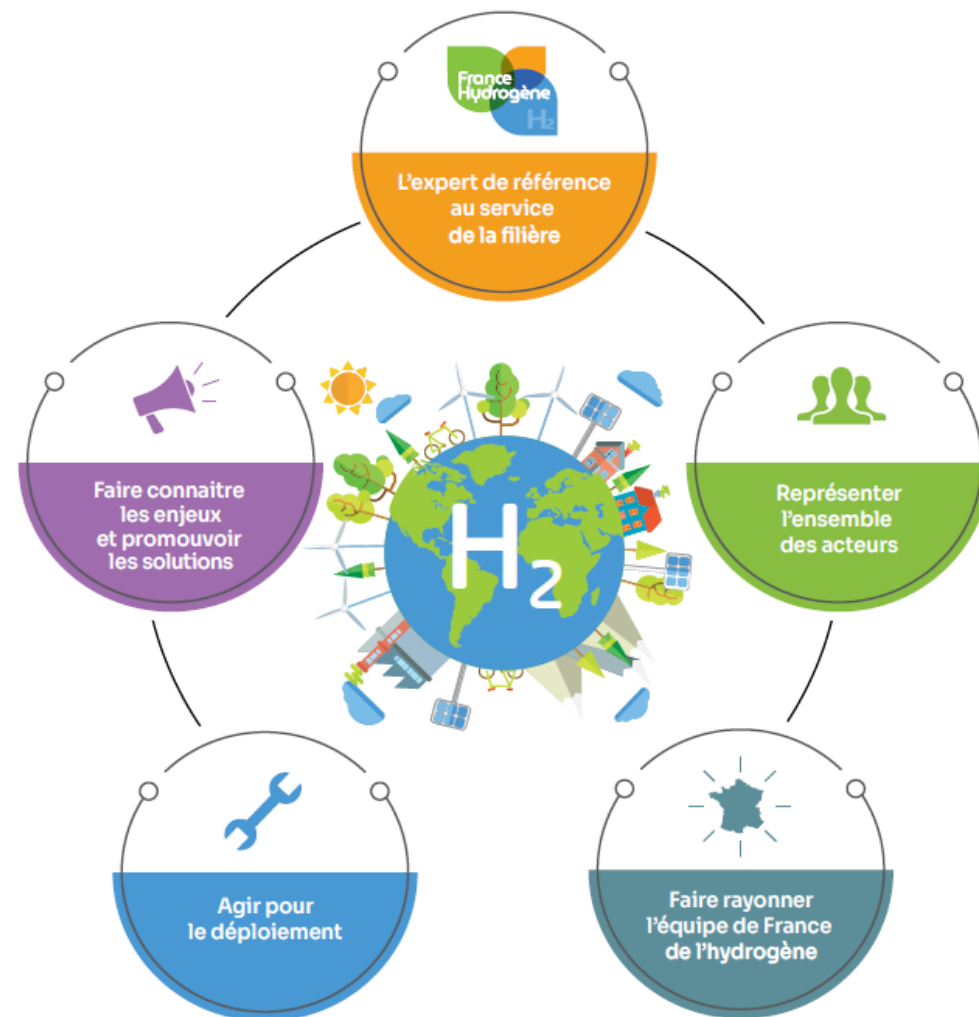 France
Hydrogène
H2
L'expert de référence
au service
de la filière
Faire connaitre
les enjeux
et promouvoir
les solutions
H2
Représenter
l'ensemble
des acteurs
Agir pour
le déploiement
Faire rayonner
l'équipe de France
de l'hydrogène